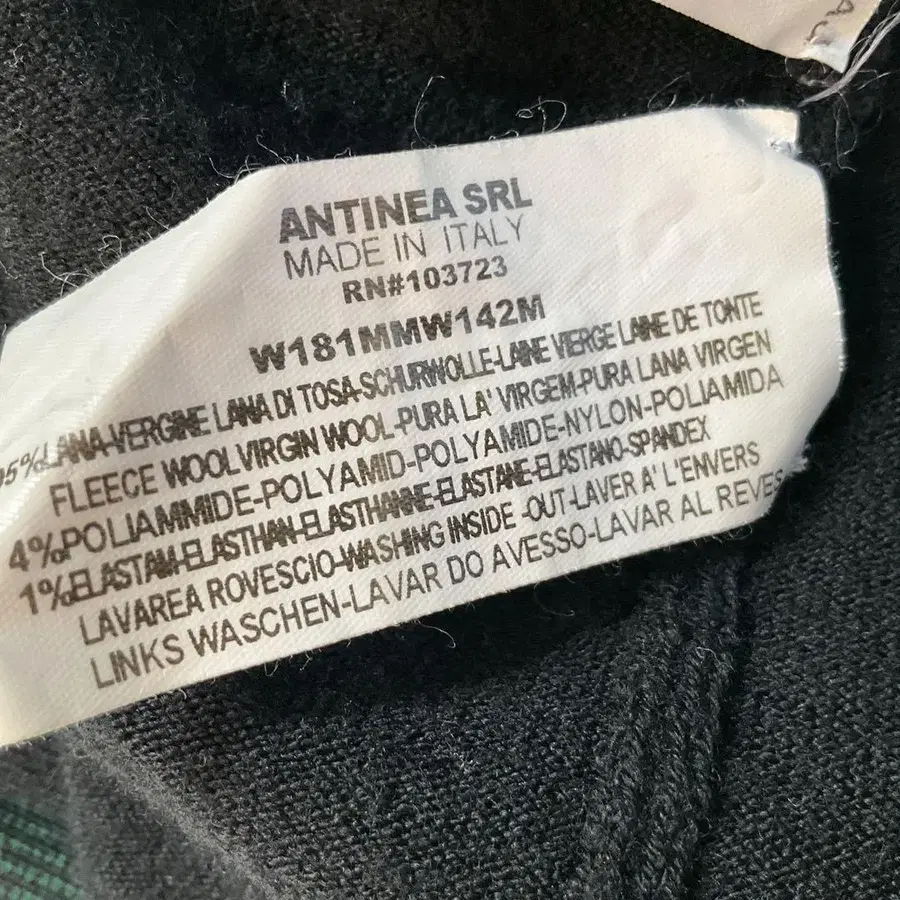 ANTINEA SRL
MADE IN ITALY
RN#103723
W181MMW142M
95%LANA-VERGINE LANA DI TOSA-SCHURWOLLE-LAINE VIERGE LAINE DE TONTE
FLEECE WOOL VIRGIN WOOL-PURA LA' VIRGEM-PURA LANA VIRGEN
4%POLIAMMIDE-POLYAMID-POLYAMIDE-NYLON-POLIAMIDA
1%ELASTAM-ELASTHAN-ELASTHANNE-ELASTANE-ELASTANO-SPANDEX
LAVAREA ROVESCIO-WASHING INSIDE -OUT-LAVER A' L'ENVERS
LINKS WASCHEN-LAVAR DO AVESSO-LAVAR AL REVES